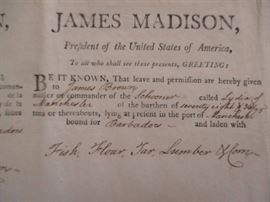 JAMES MADISON,
President of the United States of America,
To all who shall see these presents, GREETING:
BE IT KNOWN, That leave and permission are hereby given
to James Brown
master or commander of the Schooner called Lydia of
Manchester of the burthen of seventy eight &
tons or thereabouts, lying at present in the port of Manchester
bound for Barbadoes and laden with
Fish, Flour, Tar, Lumber & Corn